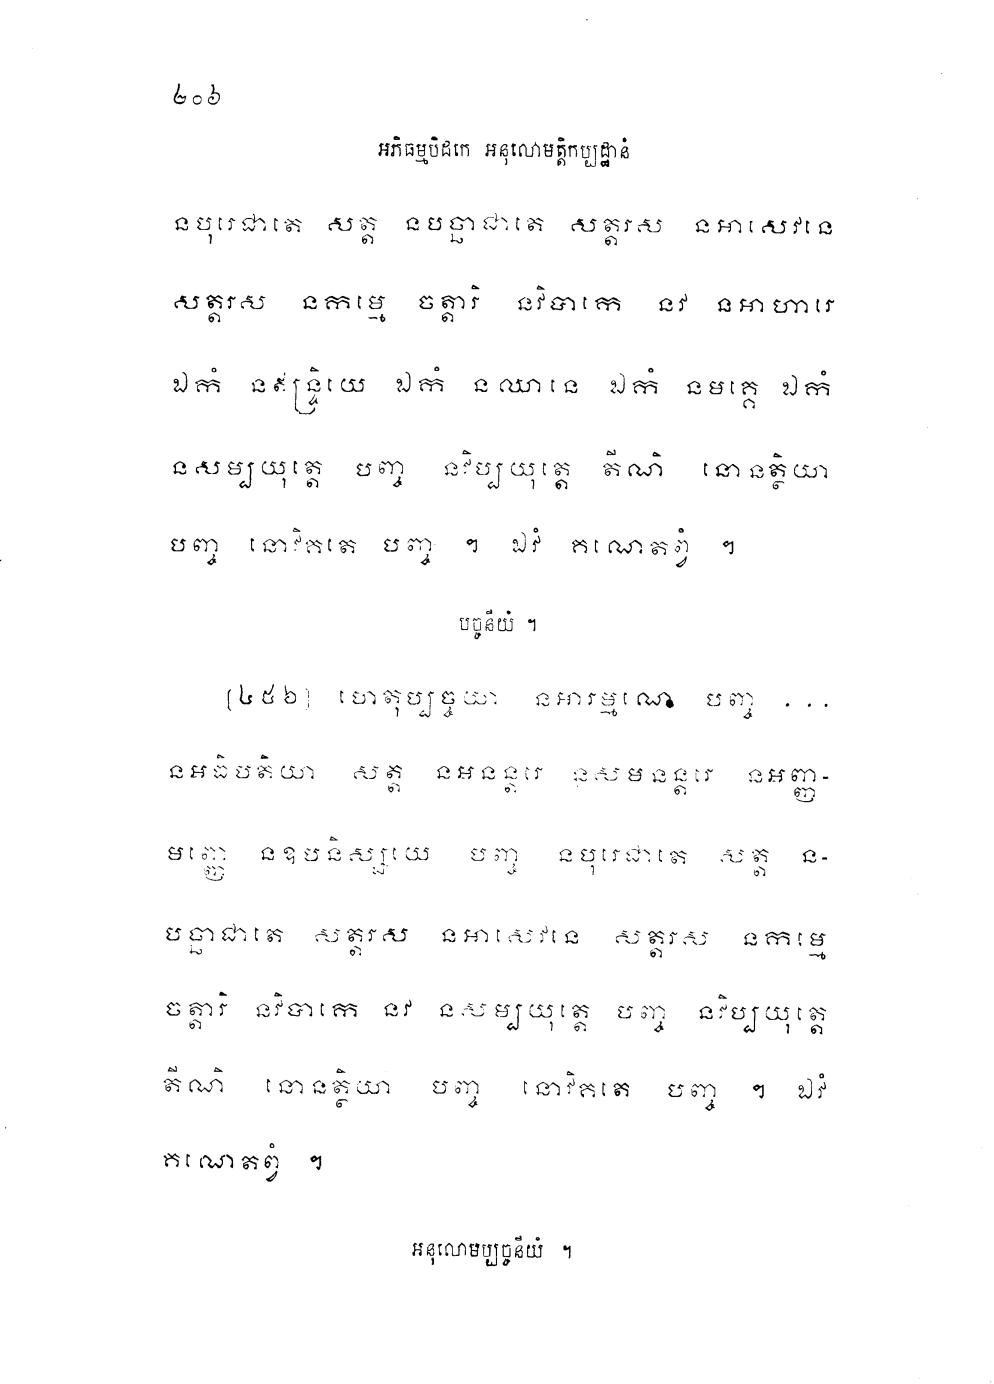 ២០៦
អភិធម្មបិដកេ អនុលោមត្តិកប្បដ្ឋានំ
នបុរេជាតេ សត្ត នបច្ឆាជាតេ សត្តរស នអាសេវនេ
សត្តរស នកម្មេ ចត្តារិ នវិបាកេ នវ នអាហារេ
ឯកំ នឥន្ទ្រិយេ ឯកំ នឈានេ ឯកំ នមគ្គេ ឯកំ
នសម្បយុត្តេ បញ្ច នវិប្បយុត្តេ តីណិ នោនត្ថិយា
បញ្ច នោវិគតេ បញ្ច ។ ឯវំ គណេតព្វំ ។
បច្ចនីយំ ។
[៤៥៦] ហេតុប្បច្ចយា នអារម្មណេ បញ្ច ...
នអធិបតិយា សត្ត នអនន្តរេ នសមនន្តរេ នអញ្ញ-
មញ្ញេ នឧបនិស្សយេ បញ្ច នបុរេជាតេ សត្ត ន-
បច្ឆាជាតេ សត្តរស នអាសេវនេ សត្តរស នកម្មេ
ចត្តារិ នវិបាកេ នវ នសម្បយុត្តេ បញ្ច នវិប្បយុត្តេ
តីណិ នោនត្ថិយា បញ្ច នោវិគតេ បញ្ច ។ ឯវំ
គណេតព្វំ ។
អនុលោមប្បច្ចនីយំ ។